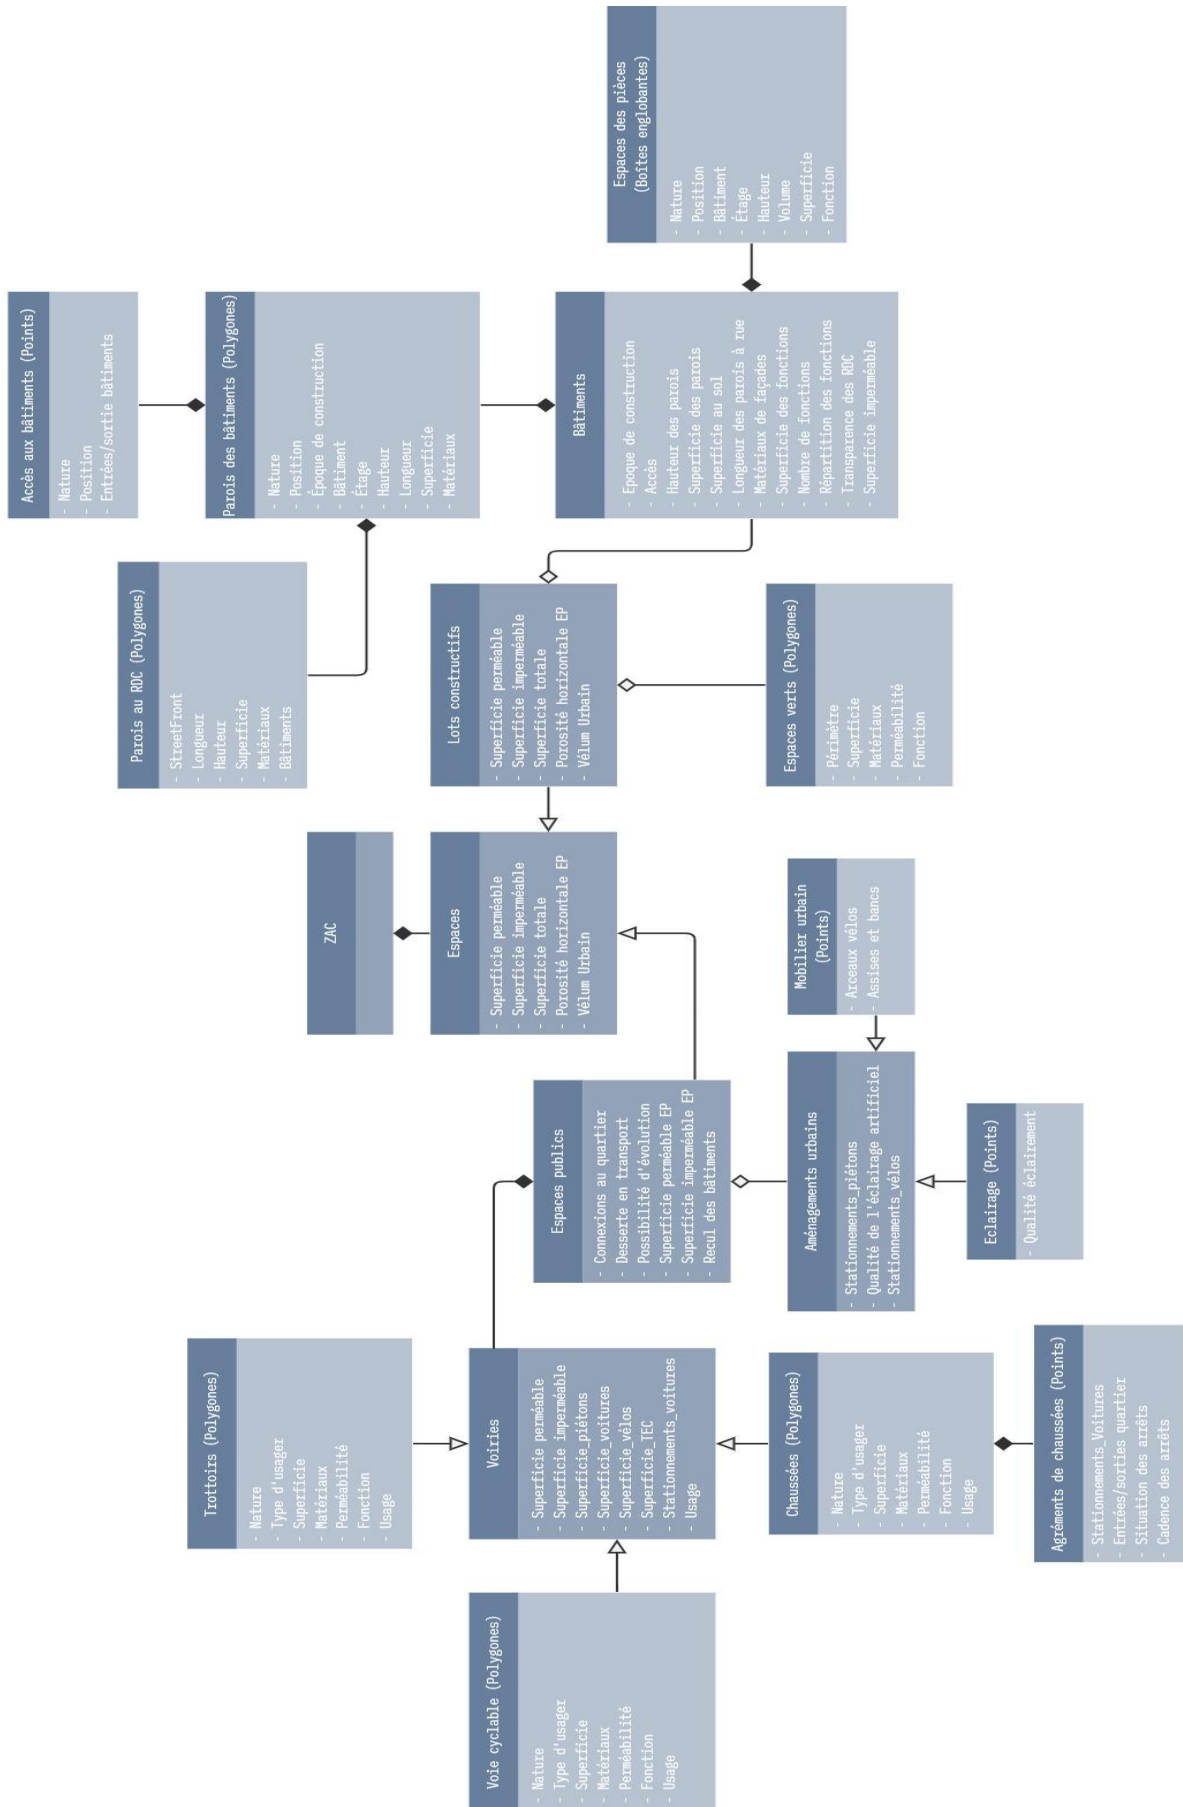 Voie cyclable (Polygones)
- Nature
- Type d'usager
- Superficie
- Matériaux
- Perméabilité
- Fonction
- Usage
Trottoirs (Polygones)
- Nature
- Type d'usager
- Superficie
- Matériaux
- Perméabilité
- Fonction
- Usage
Voiries
- Superficie perméable
- Superficie imperméable
- Superficie_piétons
- Superficie_voitures
- Superficie_vélos
- Superficie_TEC
- Stationnements_voitures
- Usage
Chaussées (Polygones)
- Nature
- Type d'usager
- Superficie
- Matériaux
- Perméabilité
- Fonction
- Usage
Agréments de chaussées (Points)
- Stationnements_Voitures
- Entrées/sorties quartier
- Situation des arrêts
- Cadence des arrêts
Espaces publics
- Connexions au quartier
- Desserte en transport
- Possibilité d'évolution
- Superficie perméable EP
- Superficie imperméable EP
- Recul des bâtiments
Aménagements urbains
- Stationnements_piétons
- Qualité de l'éclairage artificiel
- Stationnements_vélos
Eclairage (Points)
- Qualité éclairement
Mobilier urbain
(Points)
- Arceaux vélos
- Assises et bancs
ZAC
Espaces
- Superficie perméable
- Superficie imperméable
- Superficie totale
- Porosité horizontale EP
- Vélum Urbain
Lots constructifs
- Superficie perméable
- Superficie imperméable
- Superficie totale
- Porosité horizontale EP
- Vélum Urbain
Espaces verts (Polygones)
- Périmètre
- Superficie
- Matériaux
- Perméabilité
- Fonction
Parois au RDC (Polygones)
- StreetFront
- Longueur
- Hauteur
- Superficie
- Matériaux
- Bâtiments
Accès aux bâtiments (Points)
- Nature
- Position
- Entrées/sortie bâtiments
Parois des bâtiments (Polygones)
- Nature
- Position
- Époque de construction
- Bâtiment
- Étage
- Hauteur
- Longueur
- Superficie
- Matériaux
Bâtiments
- Epoque de construction
- Accès
- Hauteur des parois
- Superficie des parois
- Superficie au sol
- Longueur des parois à rue
- Matériaux de façades
- Superficie des fonctions
- Nombre de fonctions
- Répartition des fonctions
- Transparence des RDC
- Superficie imperméable
Espaces des pièces
(Boîtes englobantes)
- Nature
- Position
- Bâtiment
- Étage
- Hauteur
- Volume
- Superficie
- Fonction